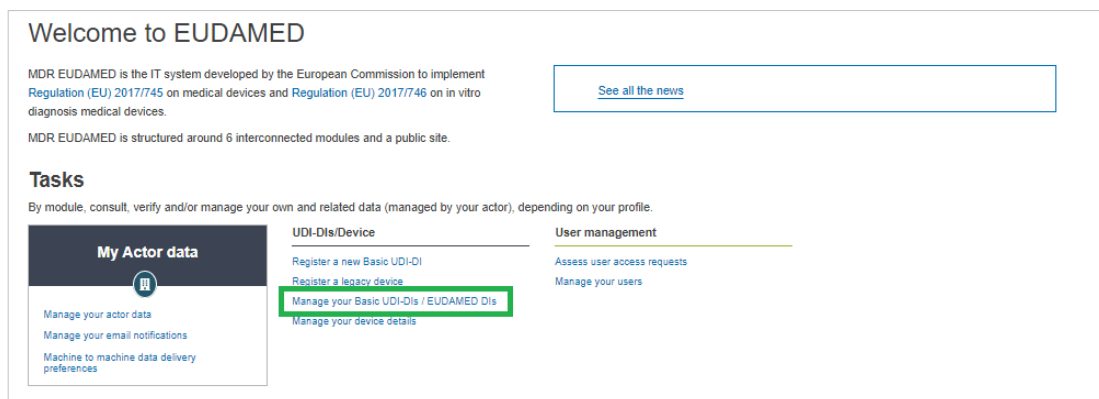 Welcome to EUDAMED
MDR EUDAMED is the IT system developed by the European Commission to implement
Regulation (EU) 2017/745 on medical devices and Regulation (EU) 2017/746 on in vitro
diagnosis medical devices.
MDR EUDAMED is structured around 6 interconnected modules and a public site.
See all the news
Tasks
By module, consult, verify and/or manage your own and related data (managed by your actor), depending on your profile.
My Actor data
Manage your actor data
Manage your email notifications
Machine to machine data delivery
preferences
UDI-DIs/Device
Register a new Basic UDI-DI
Register a legacy device
Manage your Basic UDI-DIs / EUDAMED DIs
Manage your device details
User management
Assess user access requests
Manage your users